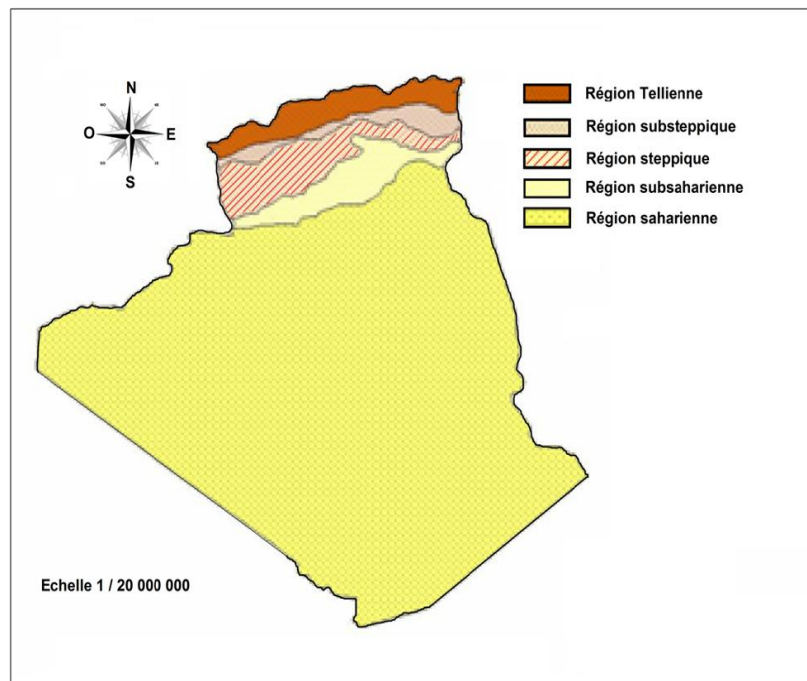 N
O
E
S
Région Tellienne
Région substeppique
Région steppique
Région subsaharienne
Région saharienne
Echelle 1 / 20 000 000